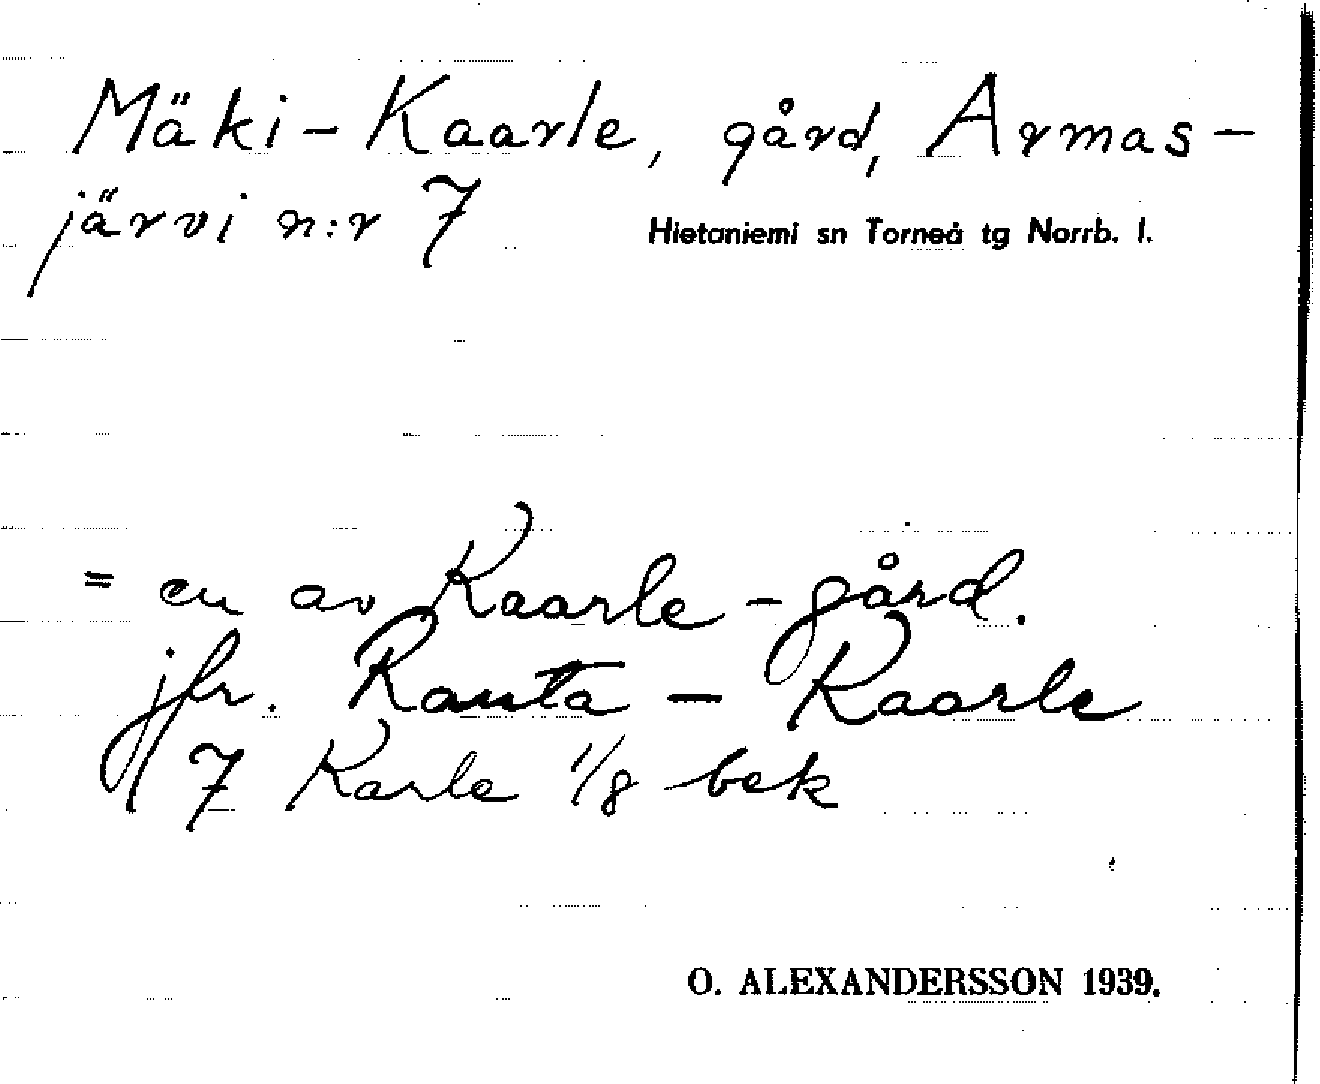 Mäki-Kaarle, gård, Armas-
järvi n:r 7
Hietaniemi sn Torneå tg Norrb. l.
= en av Kaarle-gård.
jfr. Ranta-Kaarle
7 Karle 1/8 bek
O. ALEXANDERSSON 1939.